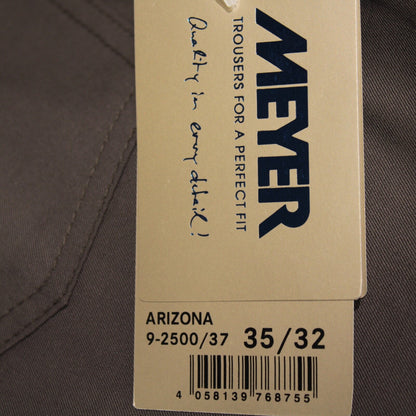 MEYER
TROUSERS FOR A PERFECT FIT
Quality in every detail!
ARIZONA
9-2500/37 35/32
4 058139 768755